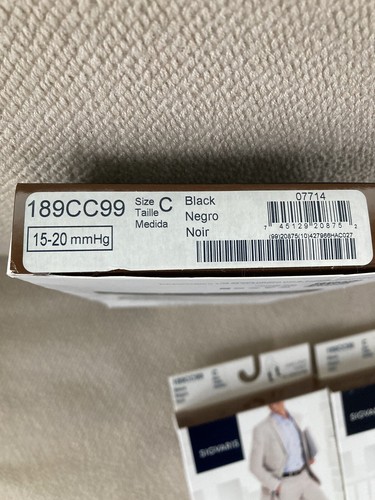 189CC99
Size
Taille
Medida
C
Black
Negro
Noir
15-20 mmHg
07714
7 45129 20875 2
(99)20875(10)427966HAC027
189CC99
SIGVARIS